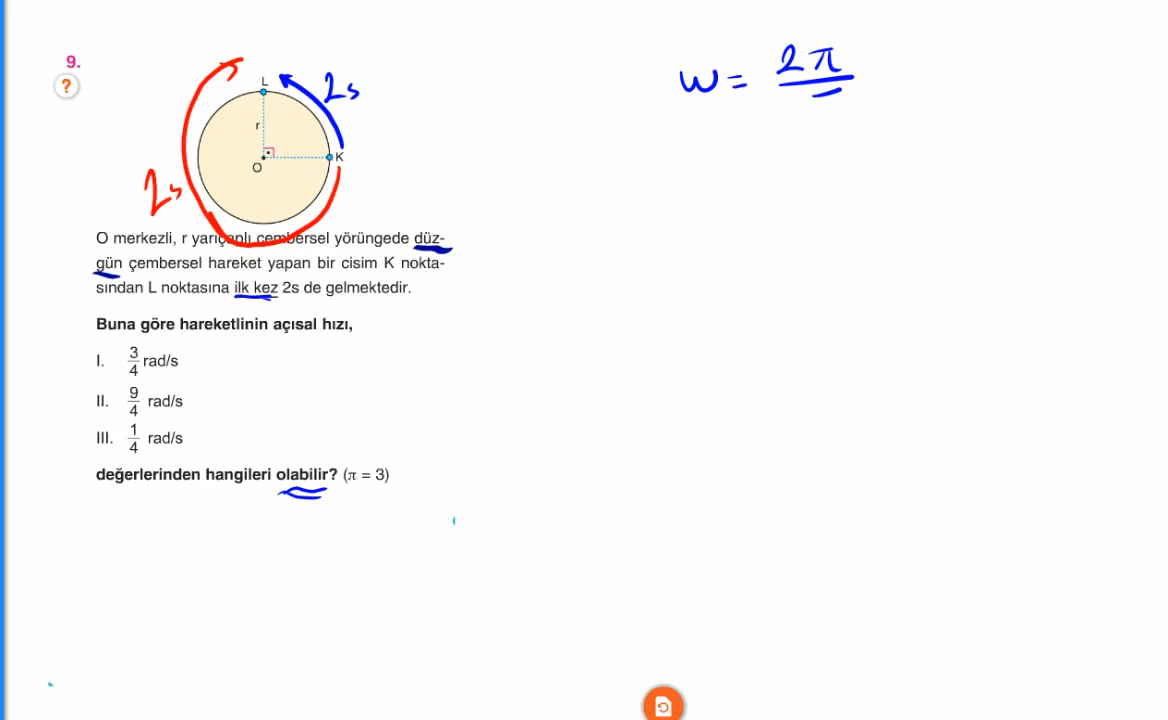 9.
?
L
2s
r
K
O
2s
ω = 2π
O merkezli, r yarıçaplı çembersel yörüngede düz-
gün çembersel hareket yapan bir cisim K nokta-
sından L noktasına ilk kez 2s de gelmektedir.
Buna göre hareketlinin açısal hızı,
I. 3/4 rad/s
II. 9/4 rad/s
III. 1/4 rad/s
değerlerinden hangileri olabilir? (π = 3)